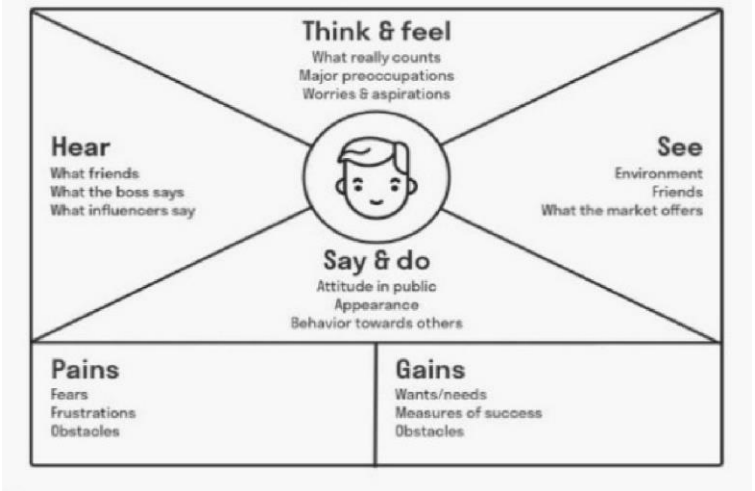 Think & feel
What really counts
Major preoccupations
Worries & aspirations
Hear
What friends
What the boss says
What influencers say
See
Environment
Friends
What the market offers
Say & do
Attitude in public
Appearance
Behavior towards others
Pains
Fears
Frustrations
Obstacles
Gains
Wants/needs
Measures of success
Obstacles